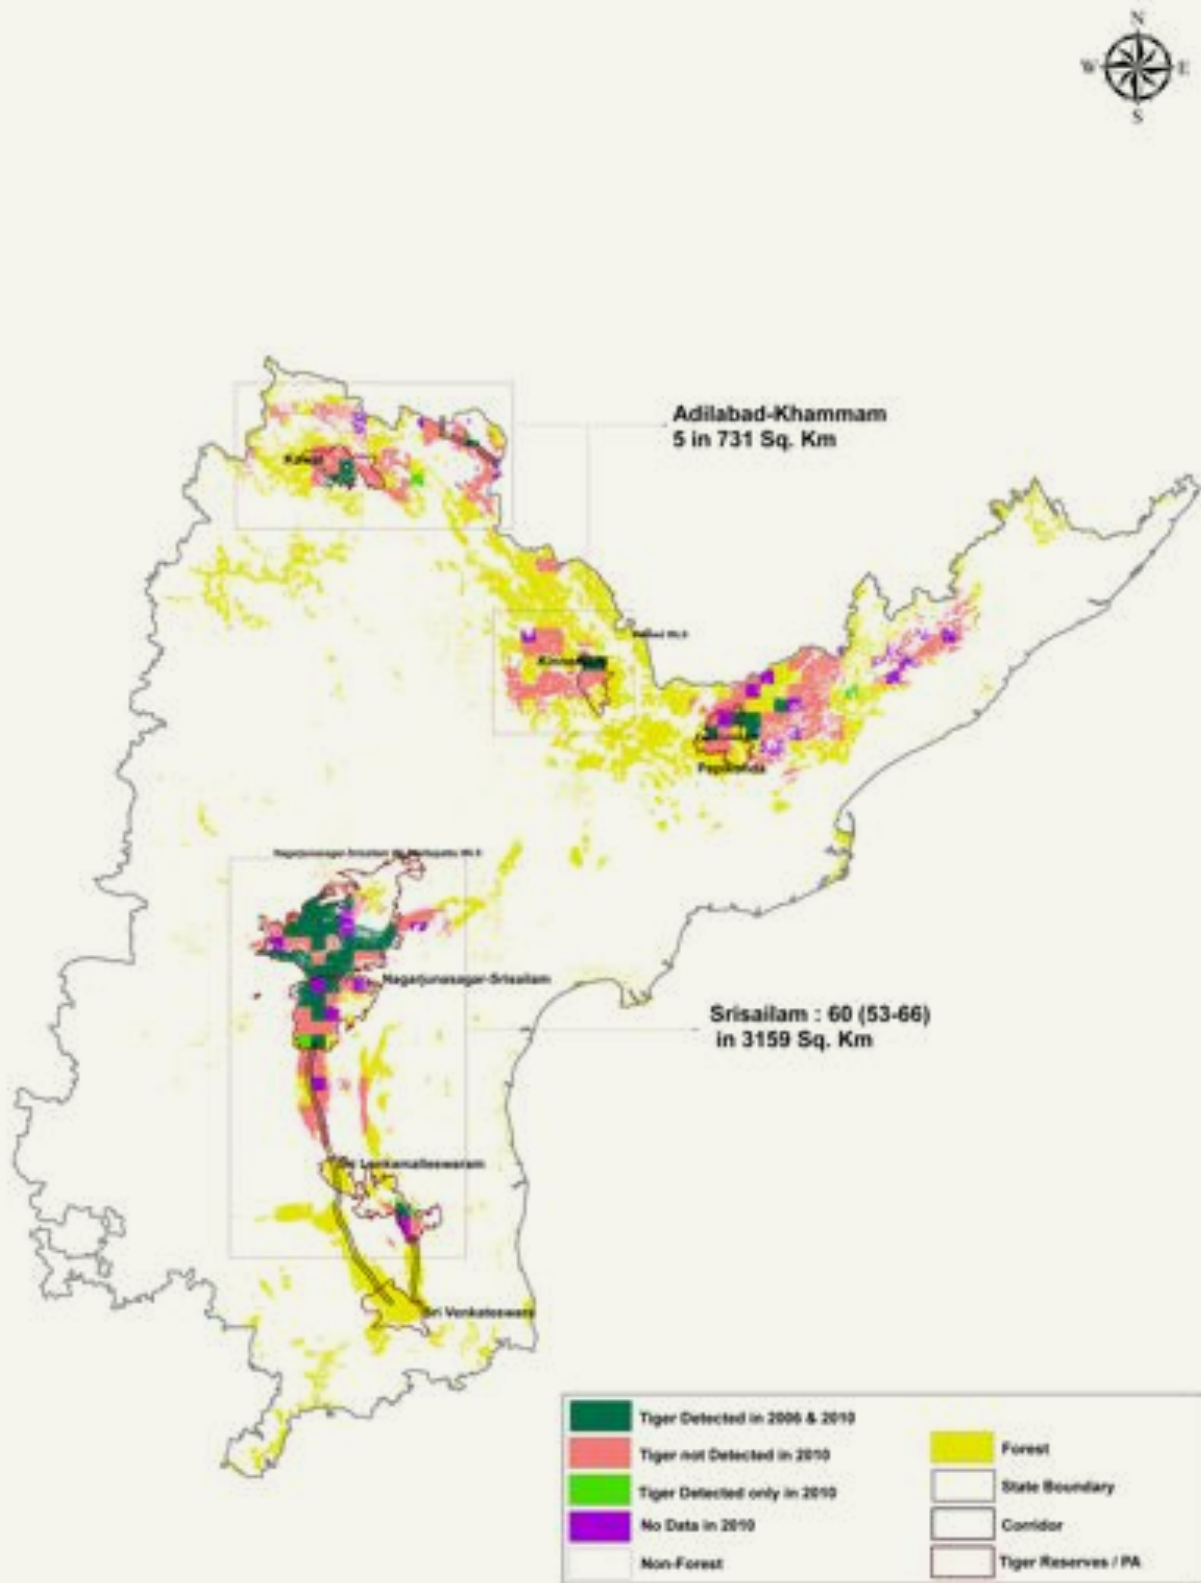 N
W E
S
Adilabad-Khammam
5 in 731 Sq. Km
Kawal
Papikonda
Nagarjunasagar-Srisailam
Srisailam : 60 (53-66)
in 3159 Sq. Km
Sri Lankamalleswaram
Sri Venkateswara
Tiger Detected in 2006 & 2010
Tiger not Detected in 2010
Tiger Detected only in 2010
No Data in 2010
Non-Forest
Forest
State Boundary
Corridor
Tiger Reserves / PA